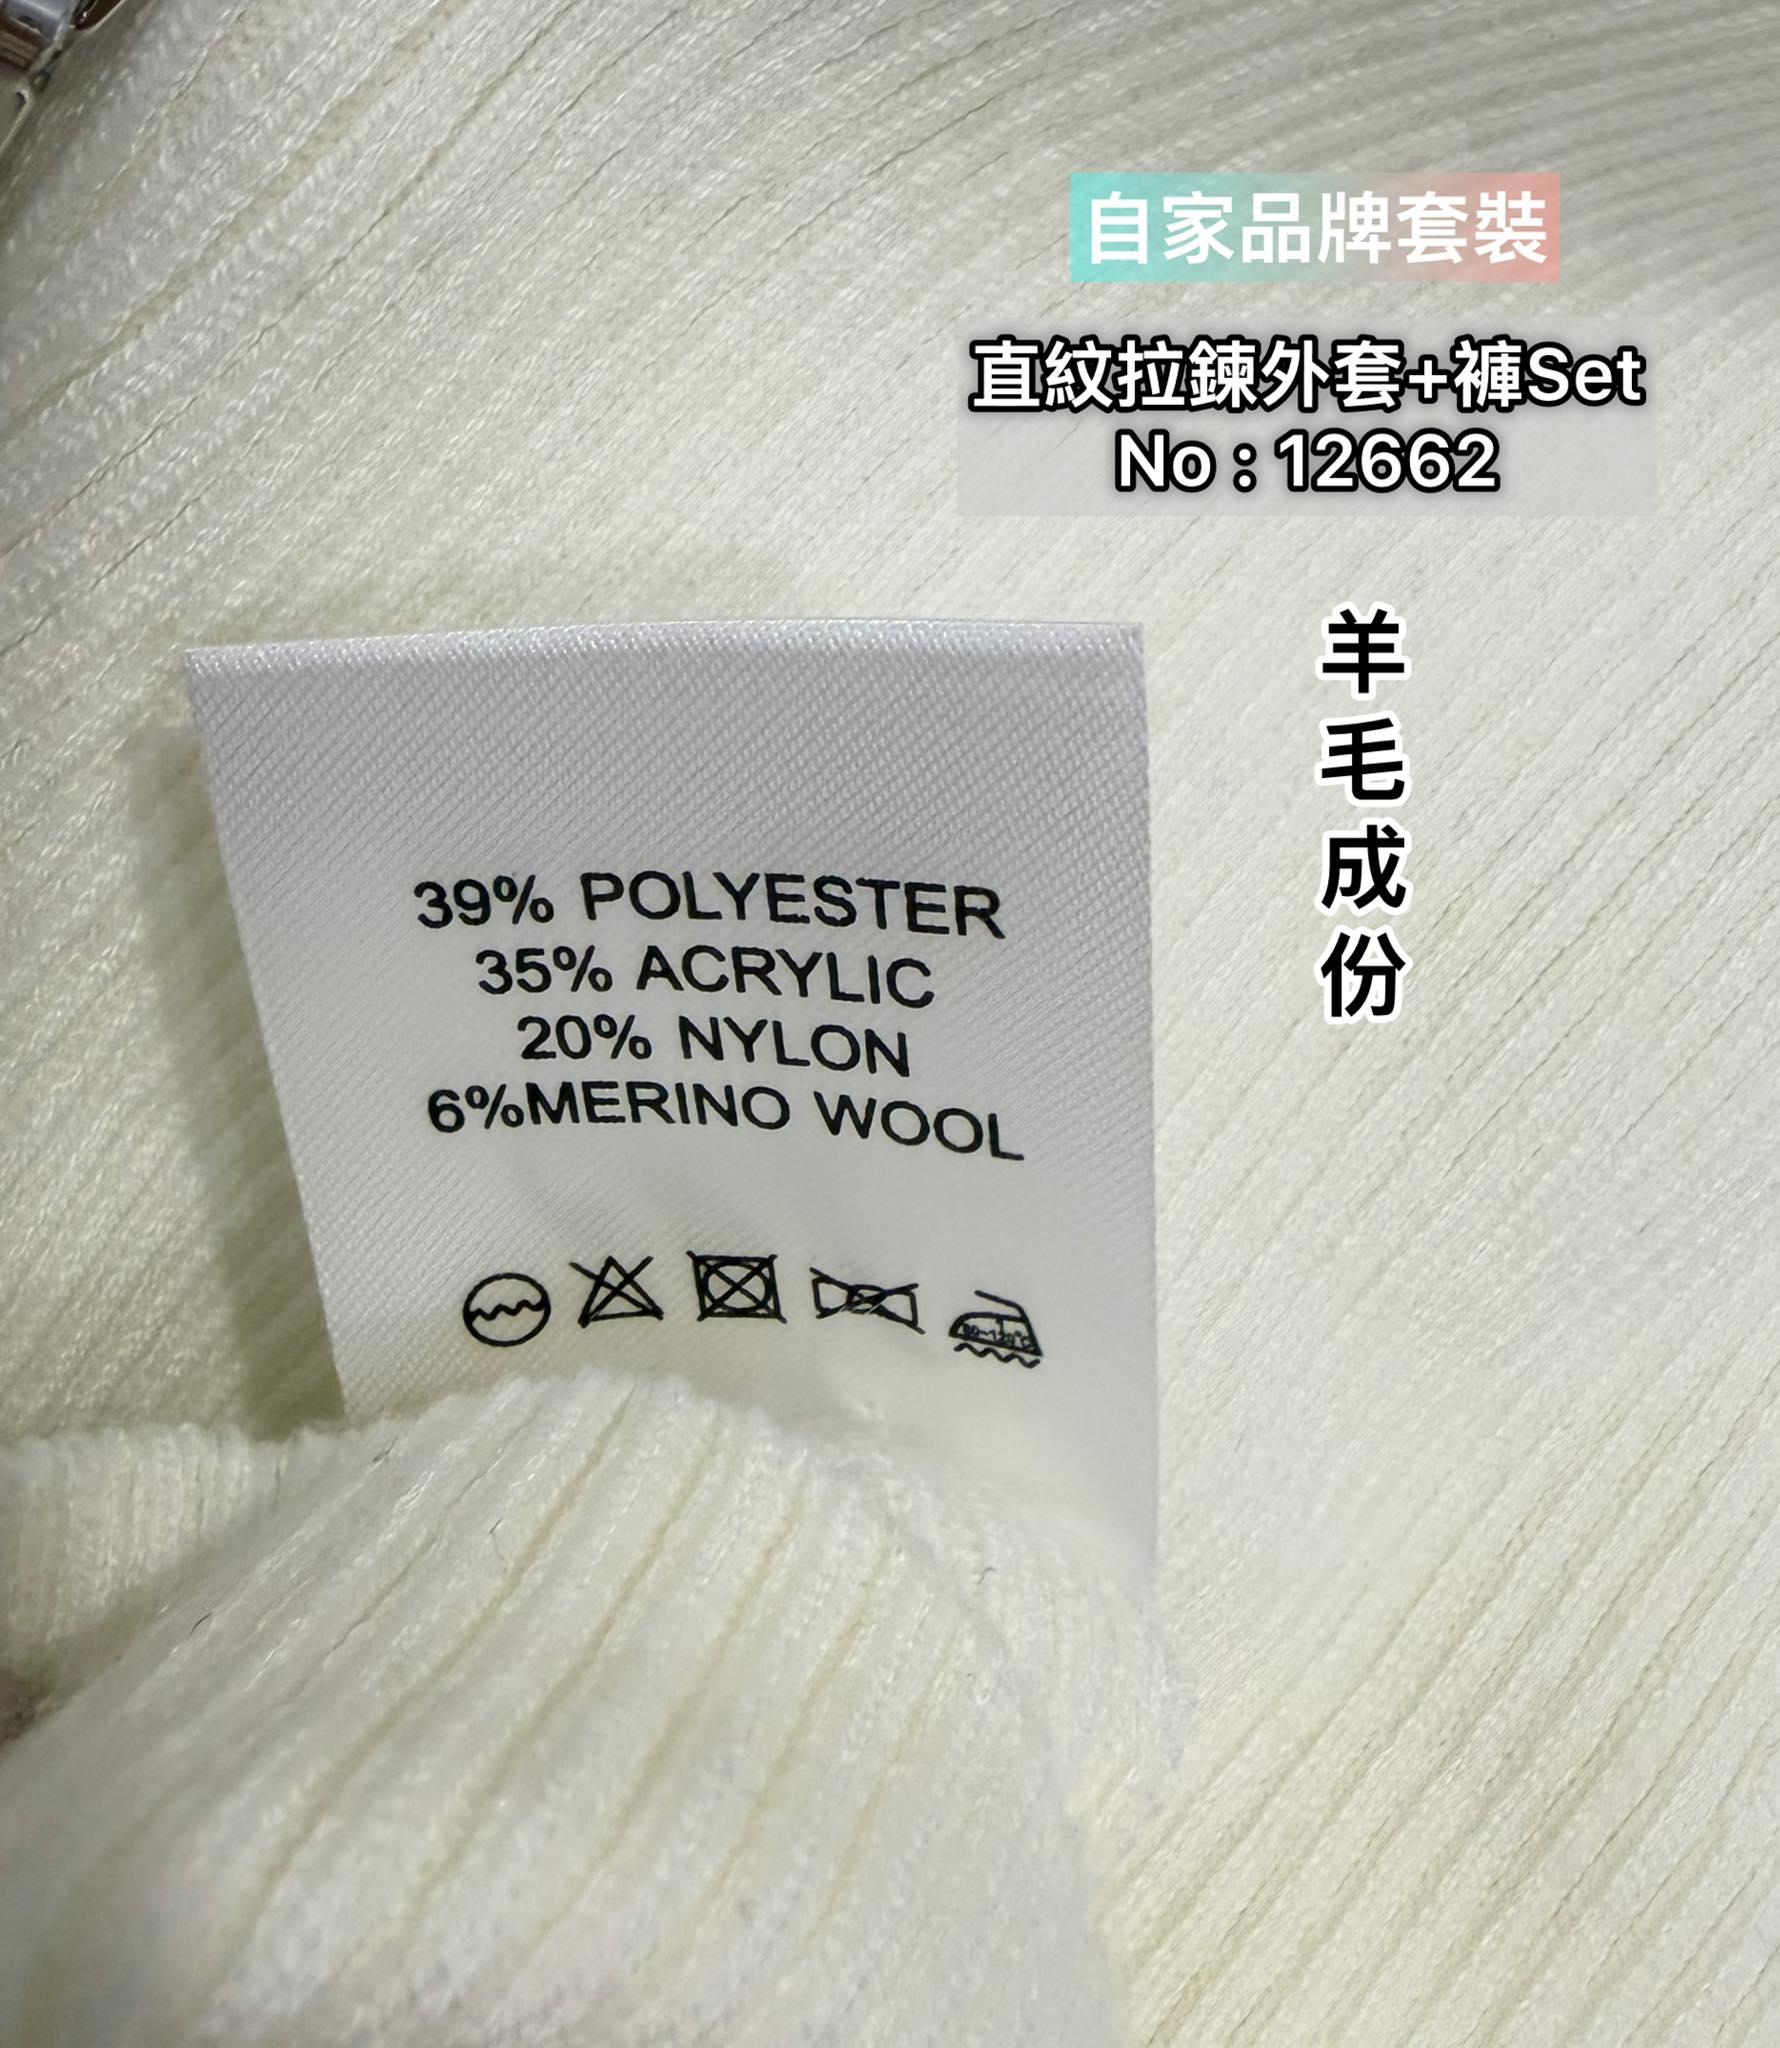 自家品牌套裝
直紋拉鍊外套+褲Set
No : 12662
羊毛成份
39% POLYESTER
35% ACRYLIC
20% NYLON
6%MERINO WOOL